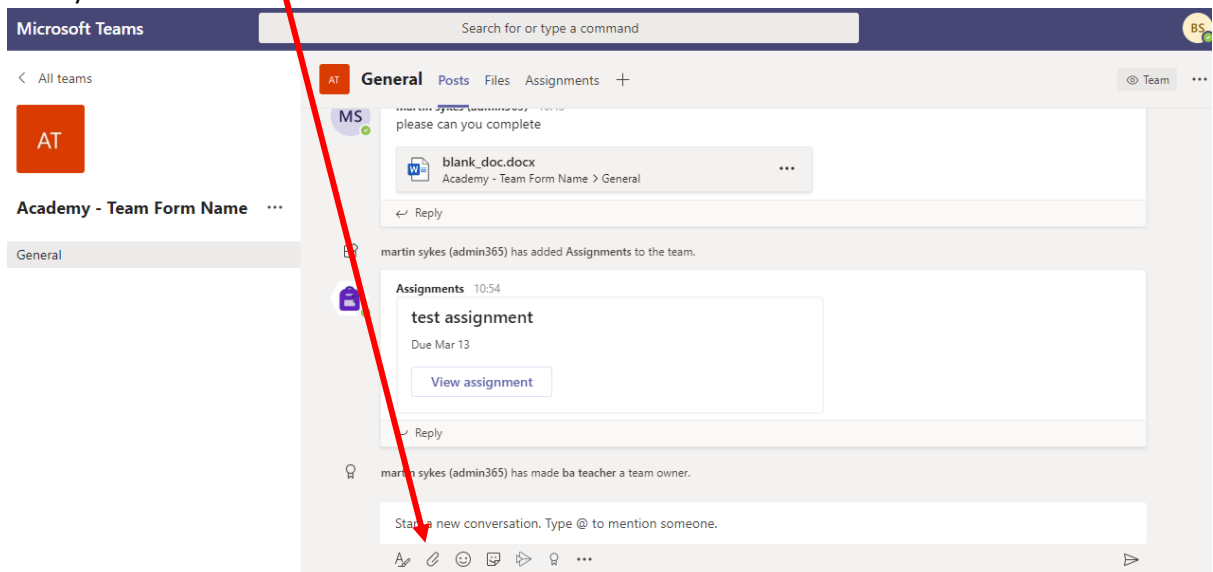 Microsoft Teams
Search for or type a command
BS
All teams
AT
General Posts Files Assignments
Team
AT
MS
please can you complete
blank_doc.docx
Academy - Team Form Name > General
Academy - Team Form Name
Reply
General
martin sykes (admin365) has added Assignments to the team.
Assignments 10:54
test assignment
Due Mar 13
View assignment
Reply
martin sykes (admin365) has made ba teacher a team owner.
Start a new conversation. Type @ to mention someone.